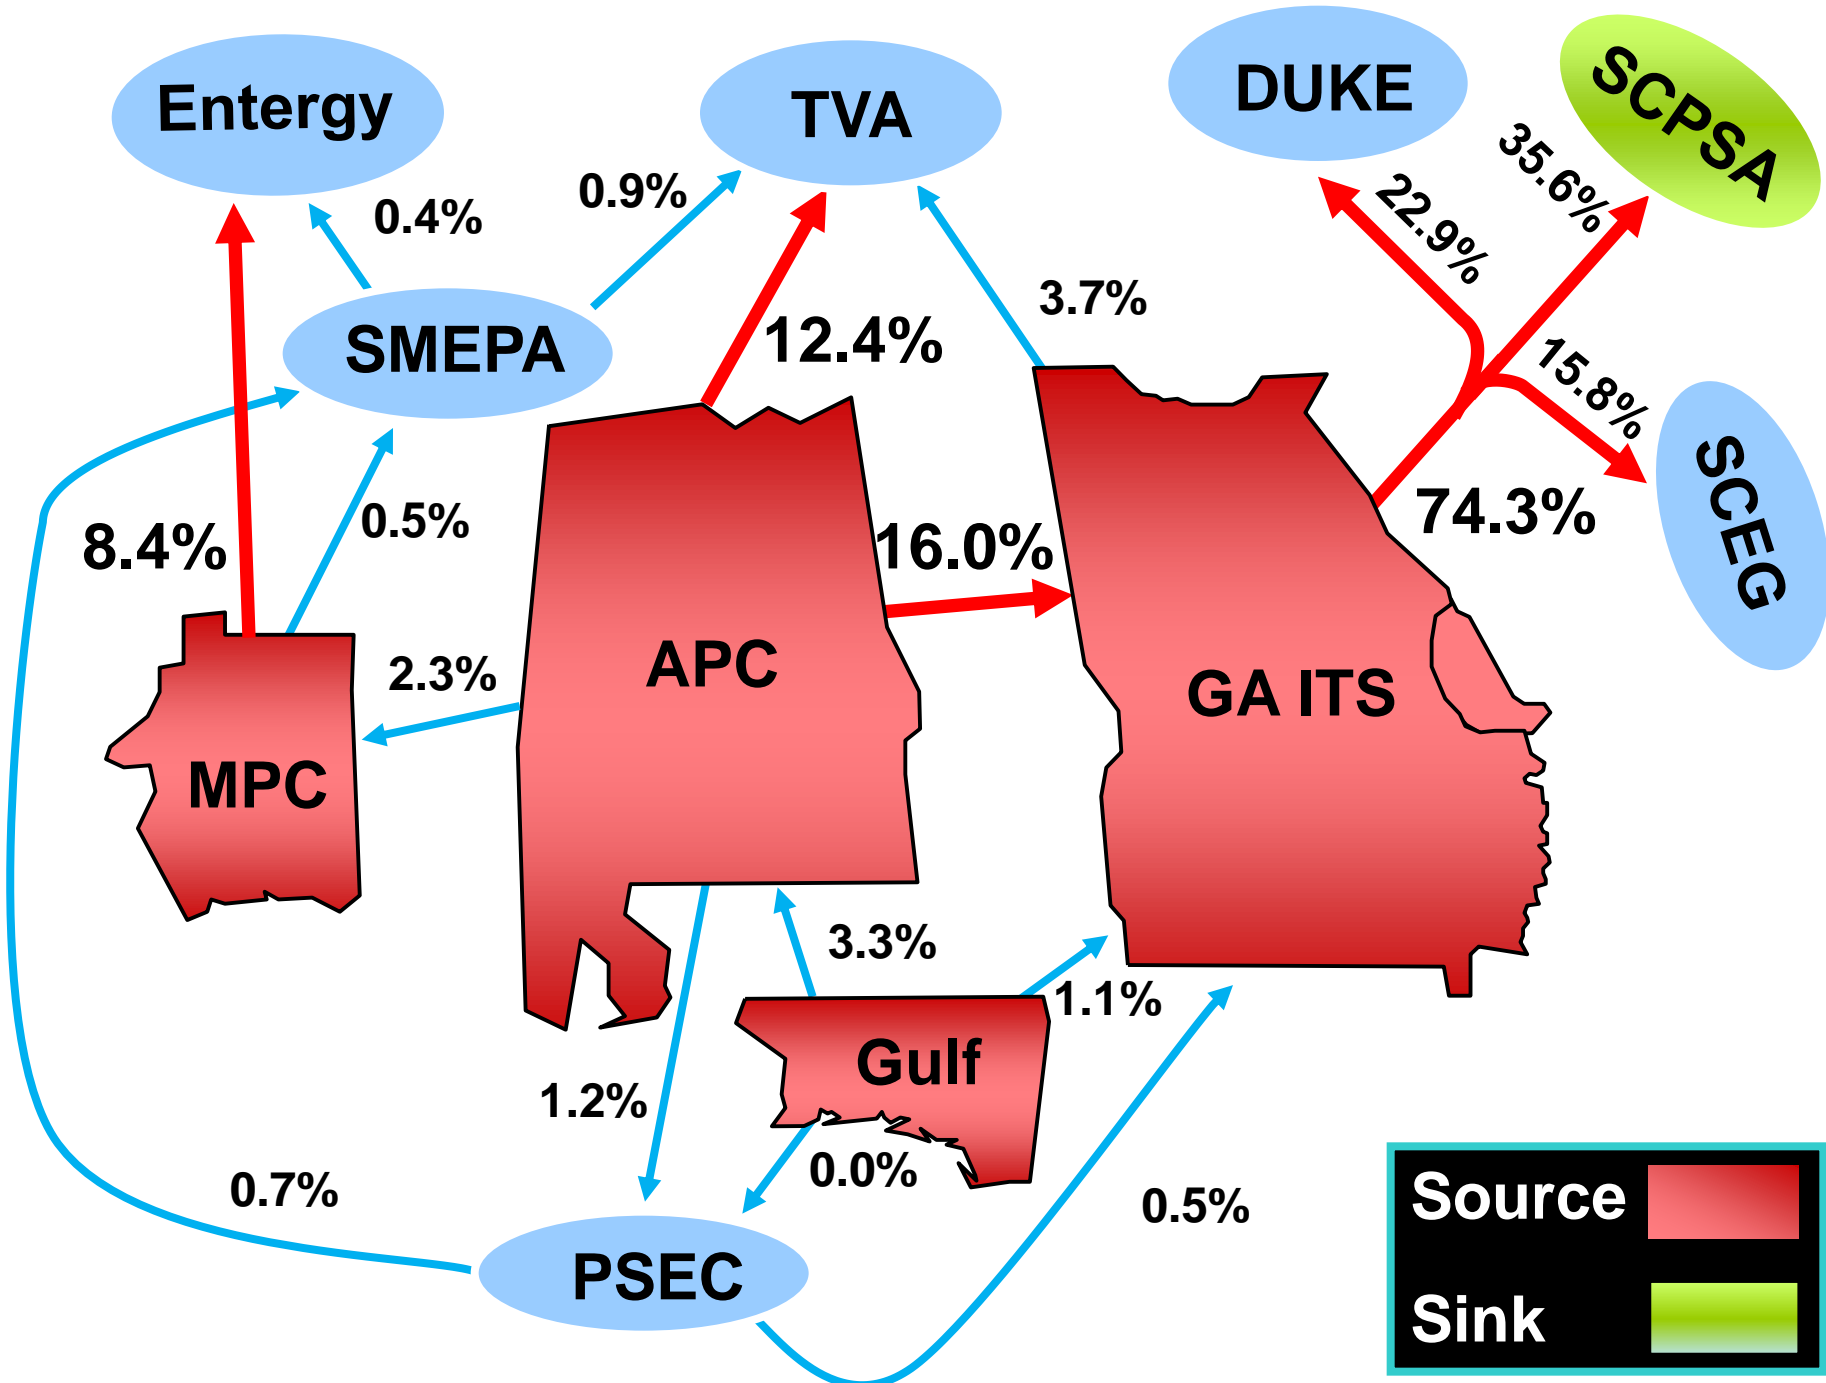 Entergy
TVA
DUKE
SCPSA
0.4%
0.9%
22.9%
35.6%
SMEPA
12.4%
3.7%
15.8%
8.4%
0.5%
16.0%
74.3%
SCEG
2.3%
APC
GA ITS
MPC
3.3%
1.1%
Gulf
1.2%
0.0%
0.7%
0.5%
PSEC
Source
Sink